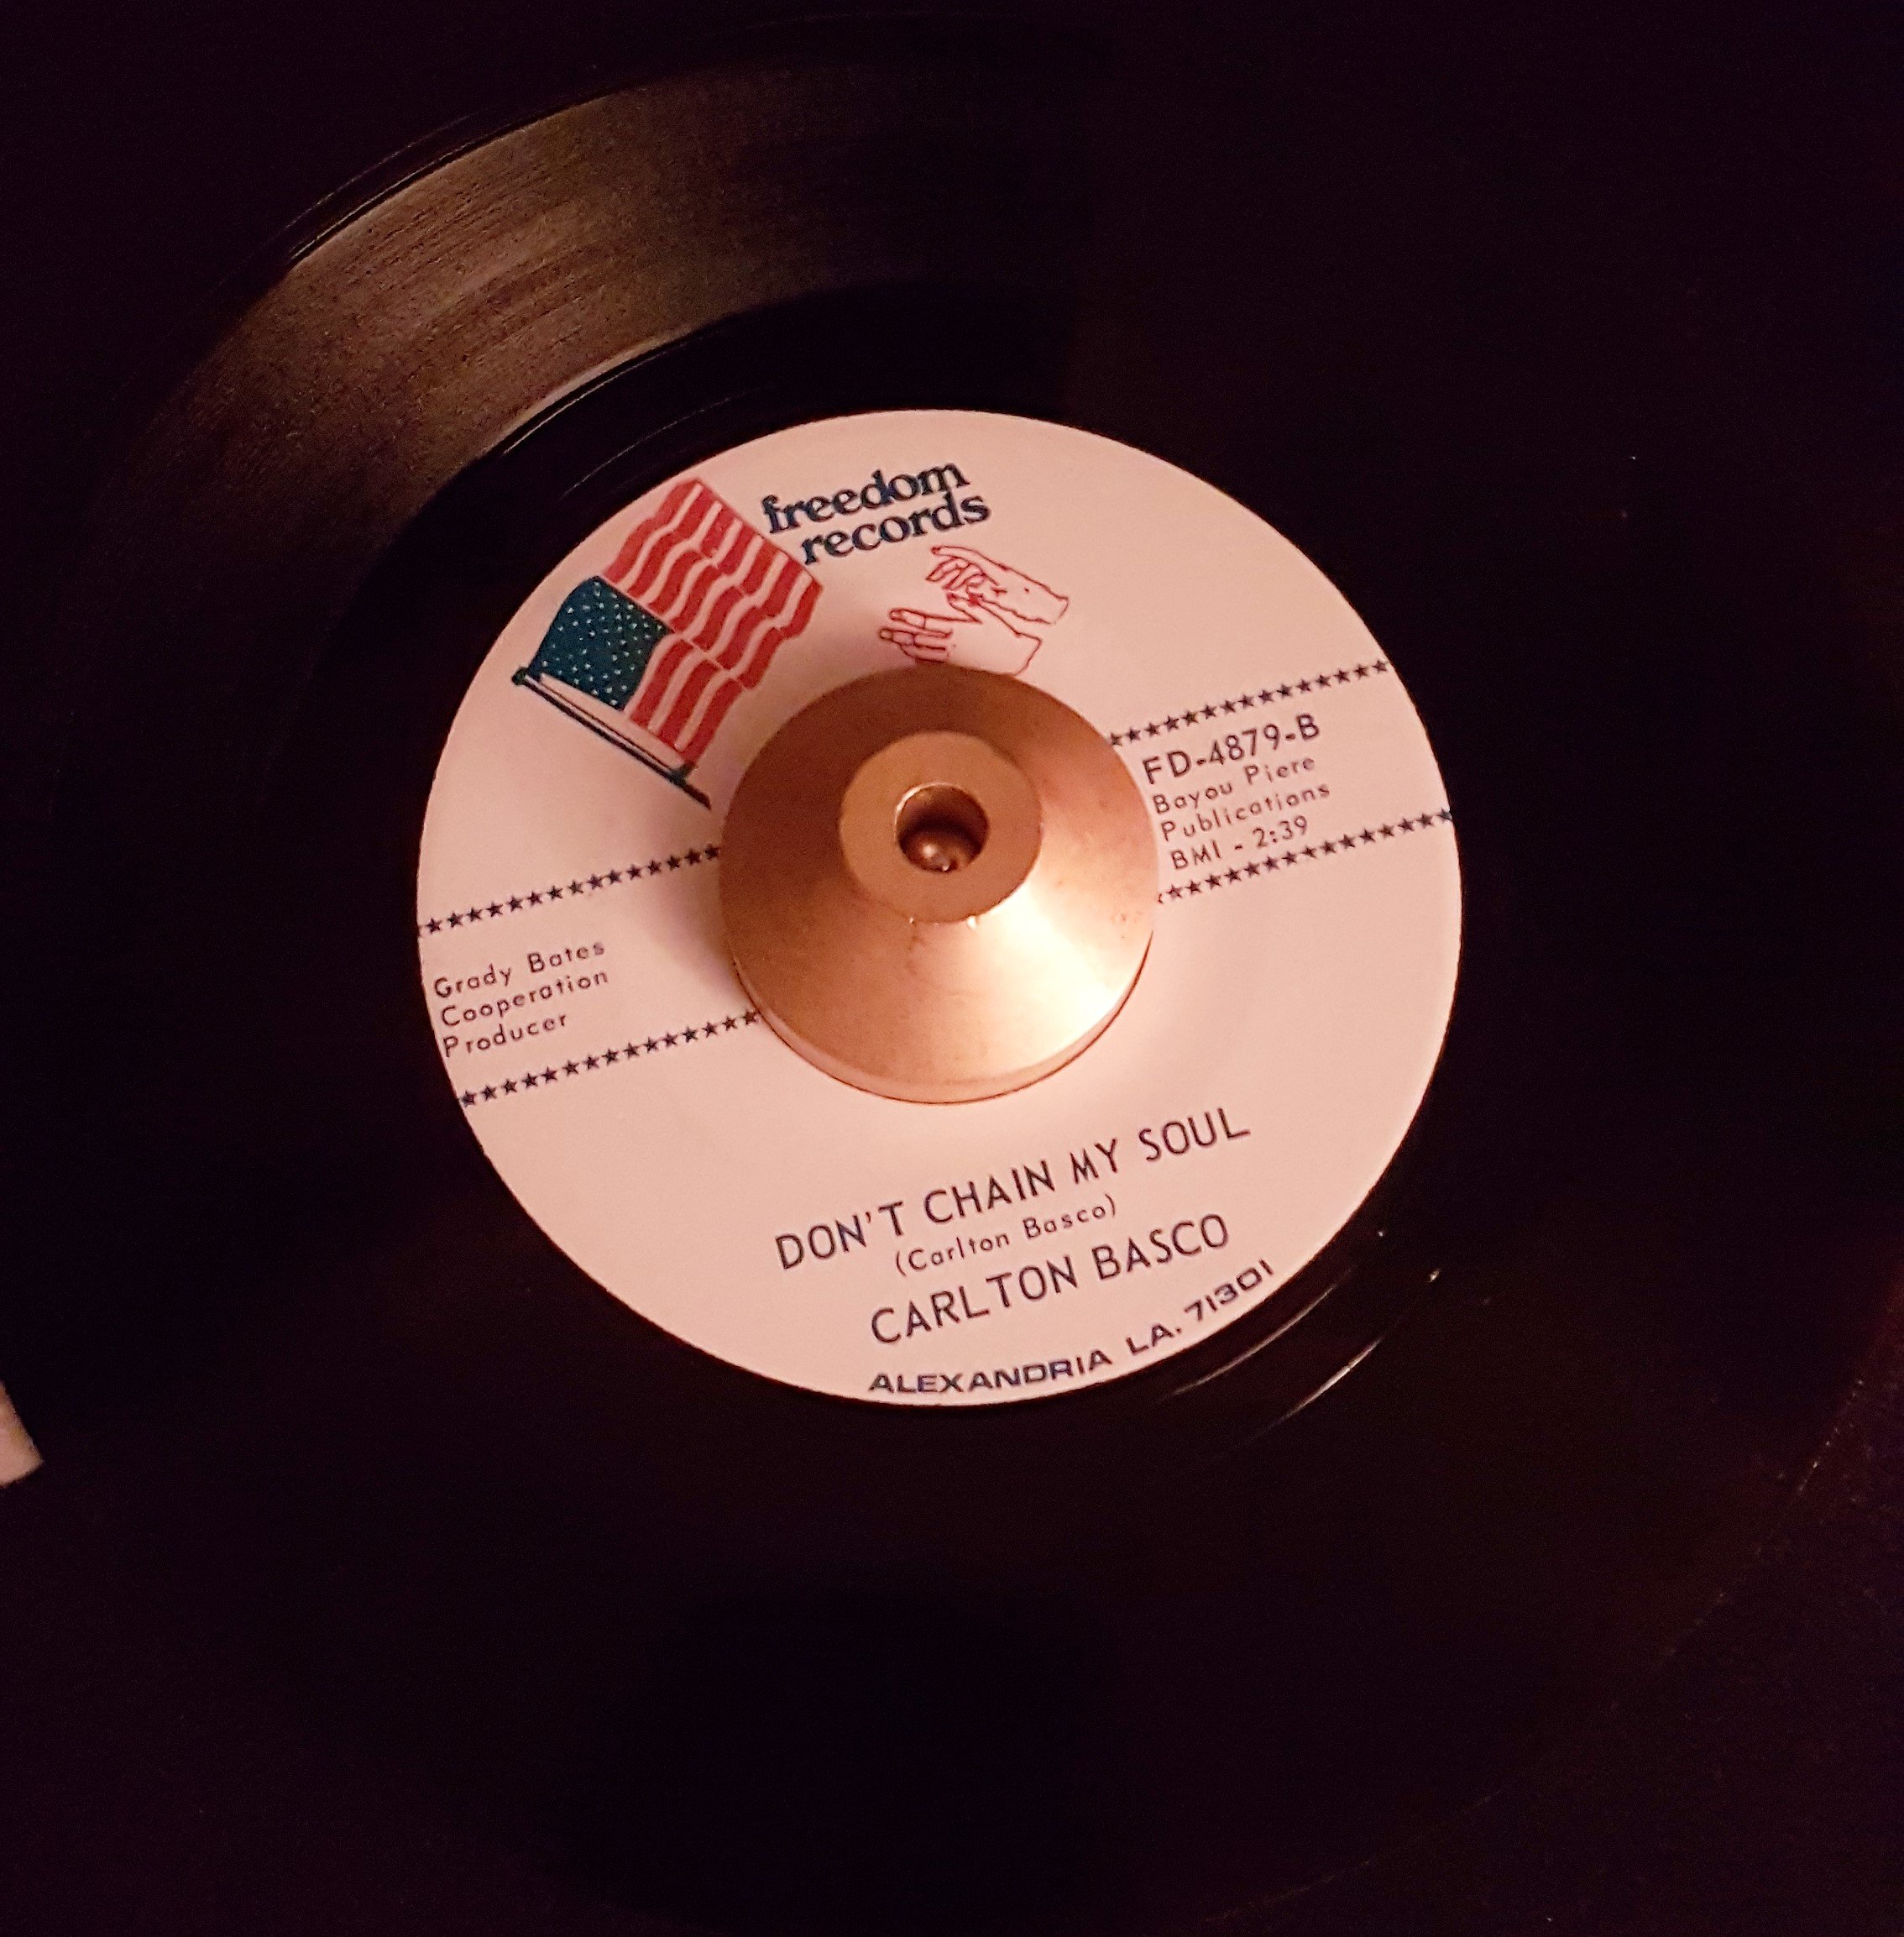 freedom
records
FD-4879-B
Bayou Piere
Publications
BMI - 2:39
Grady Bates
Cooperation
Producer
DON'T CHAIN MY SOUL
(Carlton Basco)
CARLTON BASCO
ALEXANDRIA LA. 71301